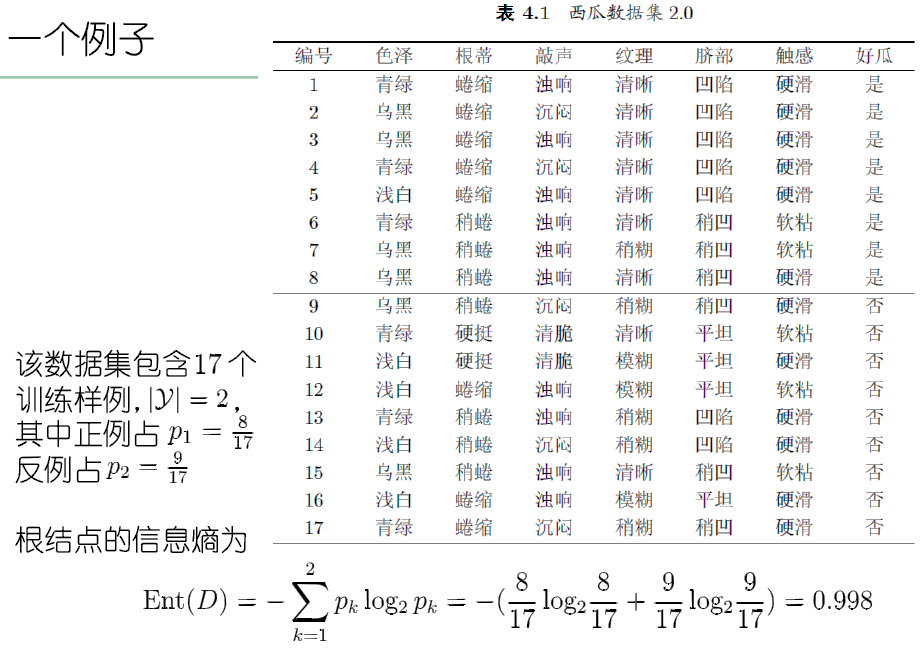 一个例子
表 4.1 西瓜数据集 2.0
编号 色泽 根蒂 敲声 纹理 脐部 触感 好瓜
1 青绿 蜷缩 浊响 清晰 凹陷 硬滑 是
2 乌黑 蜷缩 沉闷 清晰 凹陷 硬滑 是
3 乌黑 蜷缩 浊响 清晰 凹陷 硬滑 是
4 青绿 蜷缩 沉闷 清晰 凹陷 硬滑 是
5 浅白 蜷缩 浊响 清晰 凹陷 硬滑 是
6 青绿 稍蜷 浊响 清晰 稍凹 软粘 是
7 乌黑 稍蜷 浊响 稍糊 稍凹 软粘 是
8 乌黑 稍蜷 浊响 清晰 稍凹 硬滑 是
9 乌黑 稍蜷 沉闷 稍糊 稍凹 硬滑 否
10 青绿 硬挺 清脆 清晰 平坦 软粘 否
11 浅白 硬挺 清脆 模糊 平坦 硬滑 否
12 浅白 蜷缩 浊响 模糊 平坦 软粘 否
13 青绿 稍蜷 浊响 稍糊 凹陷 硬滑 否
14 浅白 稍蜷 沉闷 稍糊 凹陷 硬滑 否
15 乌黑 稍蜷 浊响 清晰 稍凹 软粘 否
16 浅白 蜷缩 浊响 模糊 平坦 硬滑 否
17 青绿 蜷缩 沉闷 稍糊 稍凹 硬滑 否
该数据集包含17个
训练样例, |𝒴| = 2,
其中正例占 p₁ = 8/17
反例占 p₂ = 9/17
根结点的信息熵为
Ent(D) = −∑_{k=1}^{2} p_k log₂ p_k = −(8/17 log₂ 8/17 + 9/17 log₂ 9/17) = 0.998